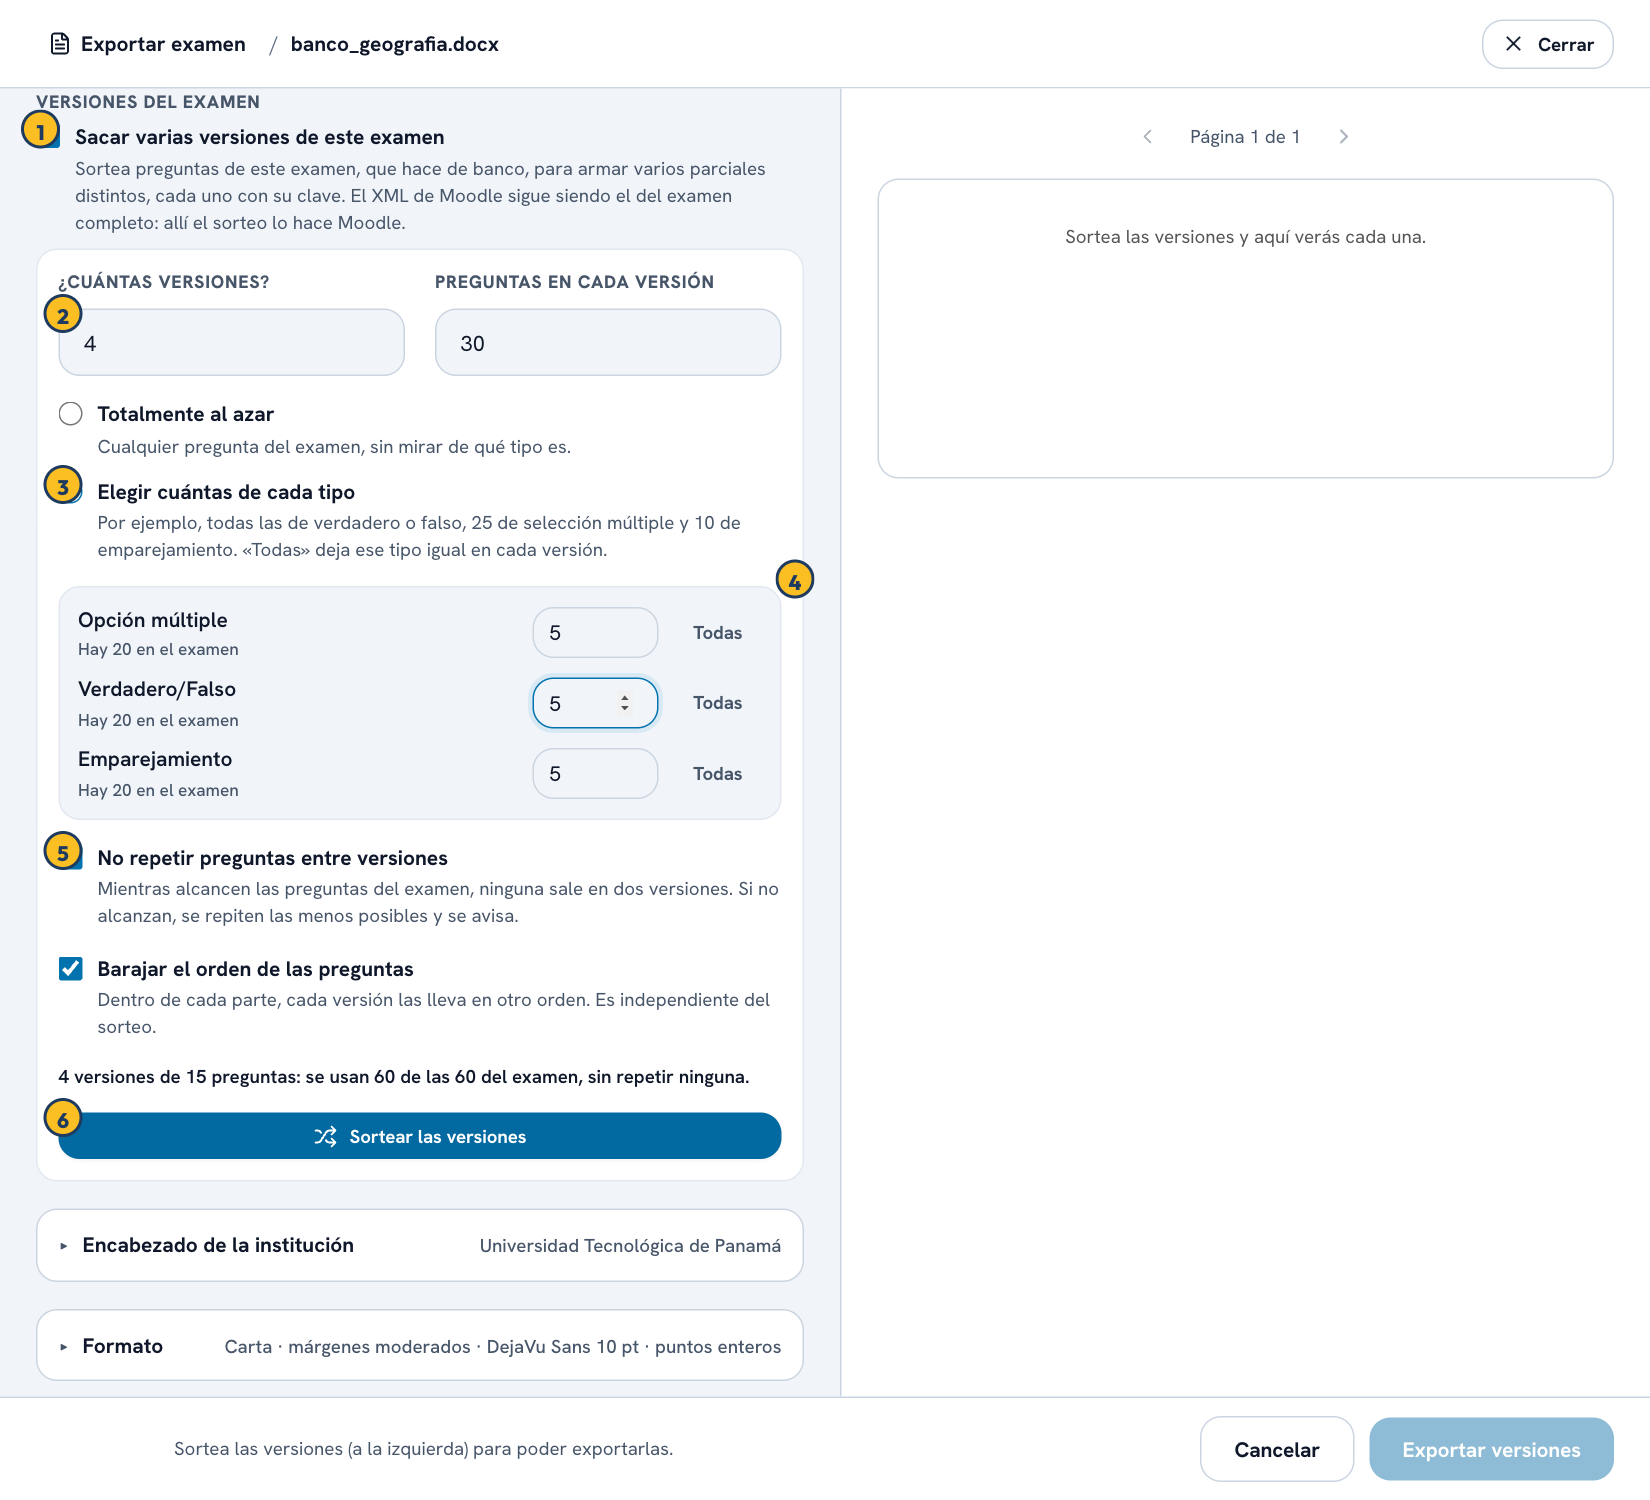 Exportar examen / banco_geografia.docx
Cerrar
VERSIONES DEL EXAMEN
1
Sacar varias versiones de este examen
Sortea preguntas de este examen, que hace de banco, para armar varios parciales
distintos, cada uno con su clave. El XML de Moodle sigue siendo el del examen
completo: allí el sorteo lo hace Moodle.
¿CUÁNTAS VERSIONES?
PREGUNTAS EN CADA VERSIÓN
2
4
30
Totalmente al azar
Cualquier pregunta del examen, sin mirar de qué tipo es.
3
Elegir cuántas de cada tipo
Por ejemplo, todas las de verdadero o falso, 25 de selección múltiple y 10 de
emparejamiento. «Todas» deja ese tipo igual en cada versión.
4
Opción múltiple
Hay 20 en el examen
5
Todas
Verdadero/Falso
Hay 20 en el examen
5
Todas
Emparejamiento
Hay 20 en el examen
5
Todas
5
No repetir preguntas entre versiones
Mientras alcancen las preguntas del examen, ninguna sale en dos versiones. Si no
alcanzan, se repiten las menos posibles y se avisa.
Barajar el orden de las preguntas
Dentro de cada parte, cada versión las lleva en otro orden. Es independiente del
sorteo.
4 versiones de 15 preguntas: se usan 60 de las 60 del examen, sin repetir ninguna.
6
Sortear las versiones
Encabezado de la institución
Universidad Tecnológica de Panamá
Formato
Carta · márgenes moderados · DejaVu Sans 10 pt · puntos enteros
Página 1 de 1
Sortea las versiones y aquí verás cada una.
Sortea las versiones (a la izquierda) para poder exportarlas.
Cancelar
Exportar versiones